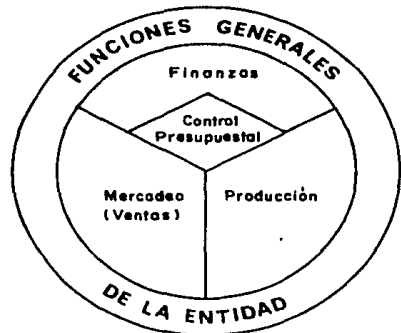 FUNCIONES GENERALES
Finanzas
Control
Presupuestal
Mercadeo
(Ventas)
Producción
DE LA ENTIDAD